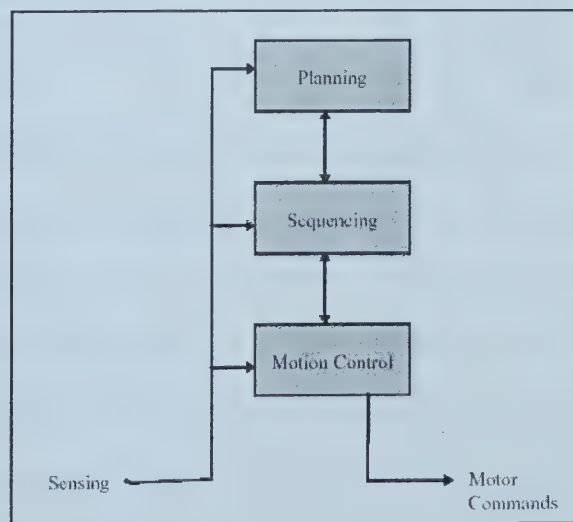 Planning
Sequencing
Motion Control
Sensing
Motor
Commands